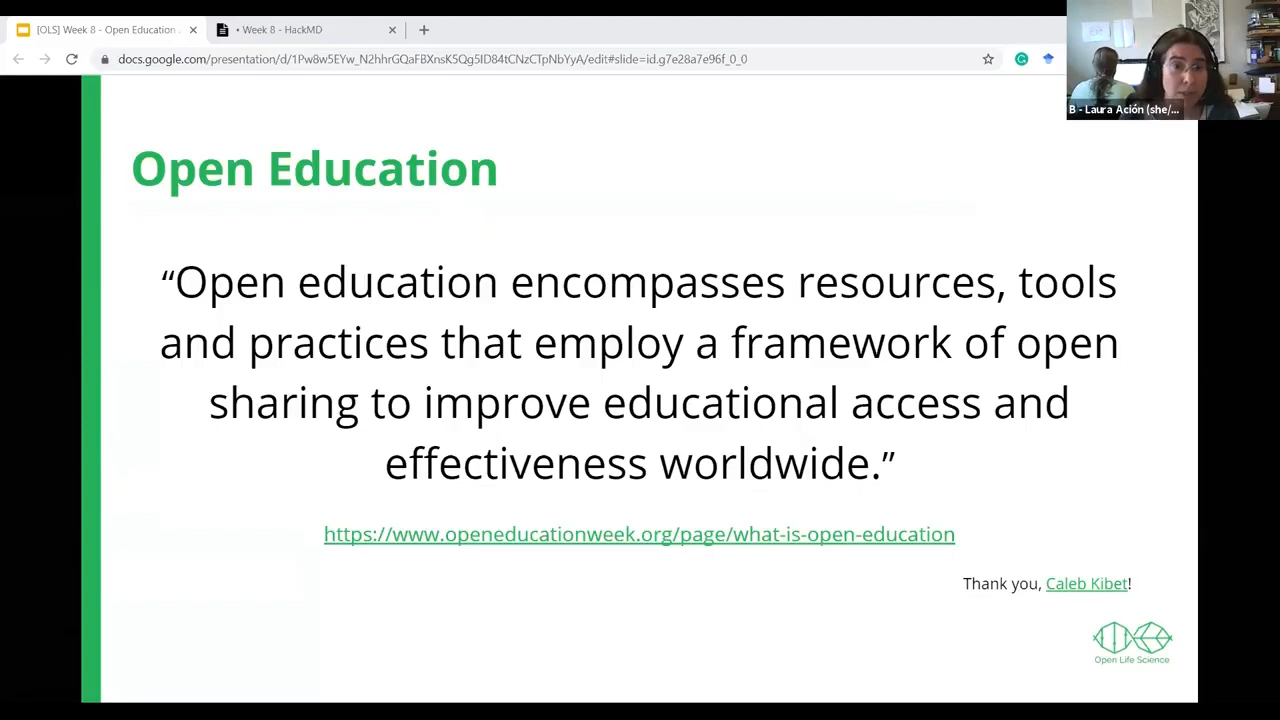 [OLS] Week 8 - Open Education
• Week 8 - HackMD
docs.google.com/presentation/d/1Pw8w5EYw_N2hhrGQaFBXnsK5Qg5ID84tCNzCTpNbYyA/edit#slide=id.g7e28a7e96f_0_0
B - Laura Ación (she/...
Open Education
“Open education encompasses resources, tools
and practices that employ a framework of open
sharing to improve educational access and
effectiveness worldwide.”
https://www.openeducationweek.org/page/what-is-open-education
Thank you, Caleb Kibet!
Open Life Science